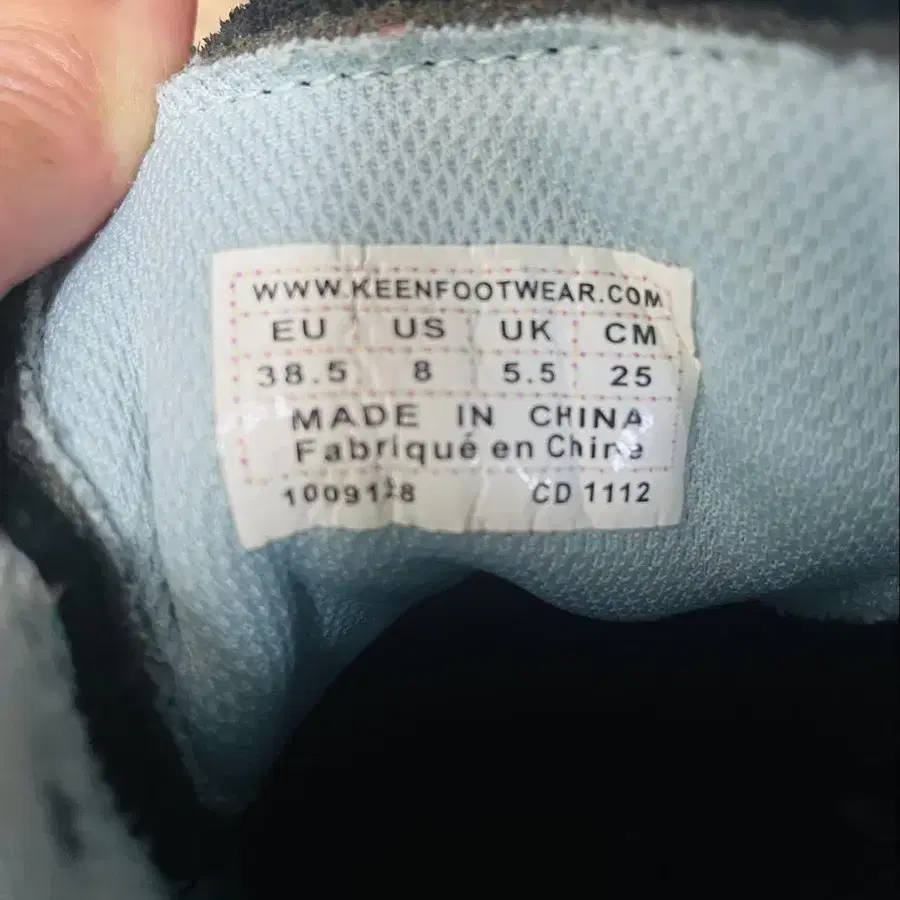 WWW.KEENFOOTWEAR.COM
EU US UK CM
38.5 8 5.5 25
MADE IN CHINA
Fabriqué en Chine
1009128 CD 1112